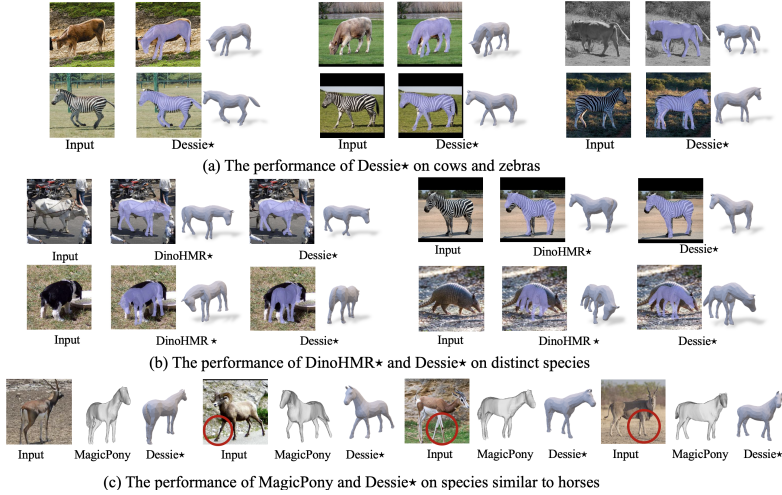 Input Dessie★ Input Dessie★ Input Dessie★
(a) The performance of Dessie★ on cows and zebras
Input DinoHMR★ Dessie★ Input DinoHMR★ Dessie★
Input DinoHMR ★ Dessie★ Input DinoHMR ★ Dessie★
(b) The performance of DinoHMR★ and Dessie★ on distinct species
Input MagicPony Dessie★ Input MagicPony Dessie★ Input MagicPony Dessie★ Input MagicPony Dessie★
(c) The performance of MagicPony and Dessie★ on species similar to horses